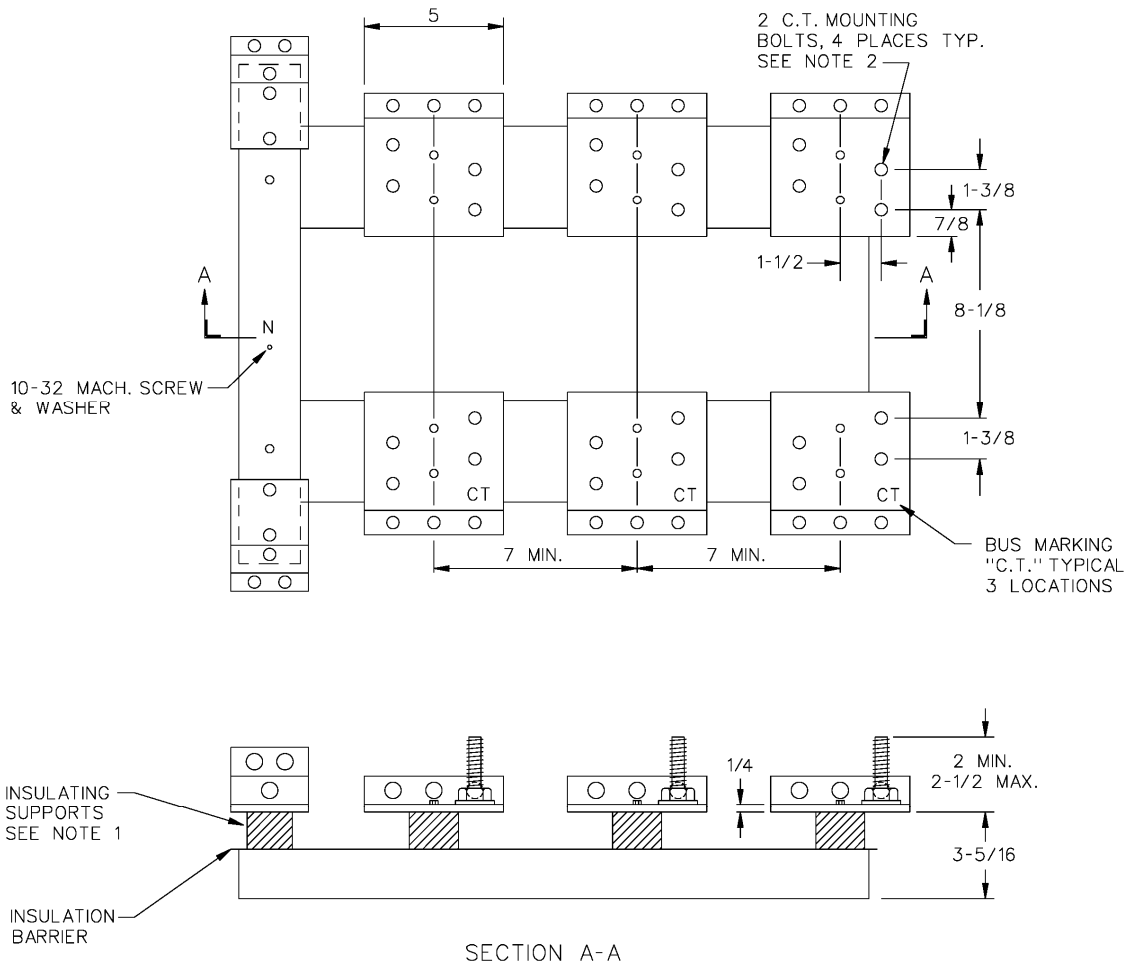 5
2 C.T. MOUNTING
BOLTS, 4 PLACES TYP.
SEE NOTE 2
1-3/8
7/8
1-1/2
A
A
8-1/8
N
10-32 MACH. SCREW
& WASHER
1-3/8
CT
CT
CT
7 MIN.
7 MIN.
BUS MARKING
"C.T." TYPICAL
3 LOCATIONS
1/4
2 MIN.
2-1/2 MAX.
INSULATING
SUPPORTS
SEE NOTE 1
3-5/16
INSULATION
BARRIER
SECTION A-A